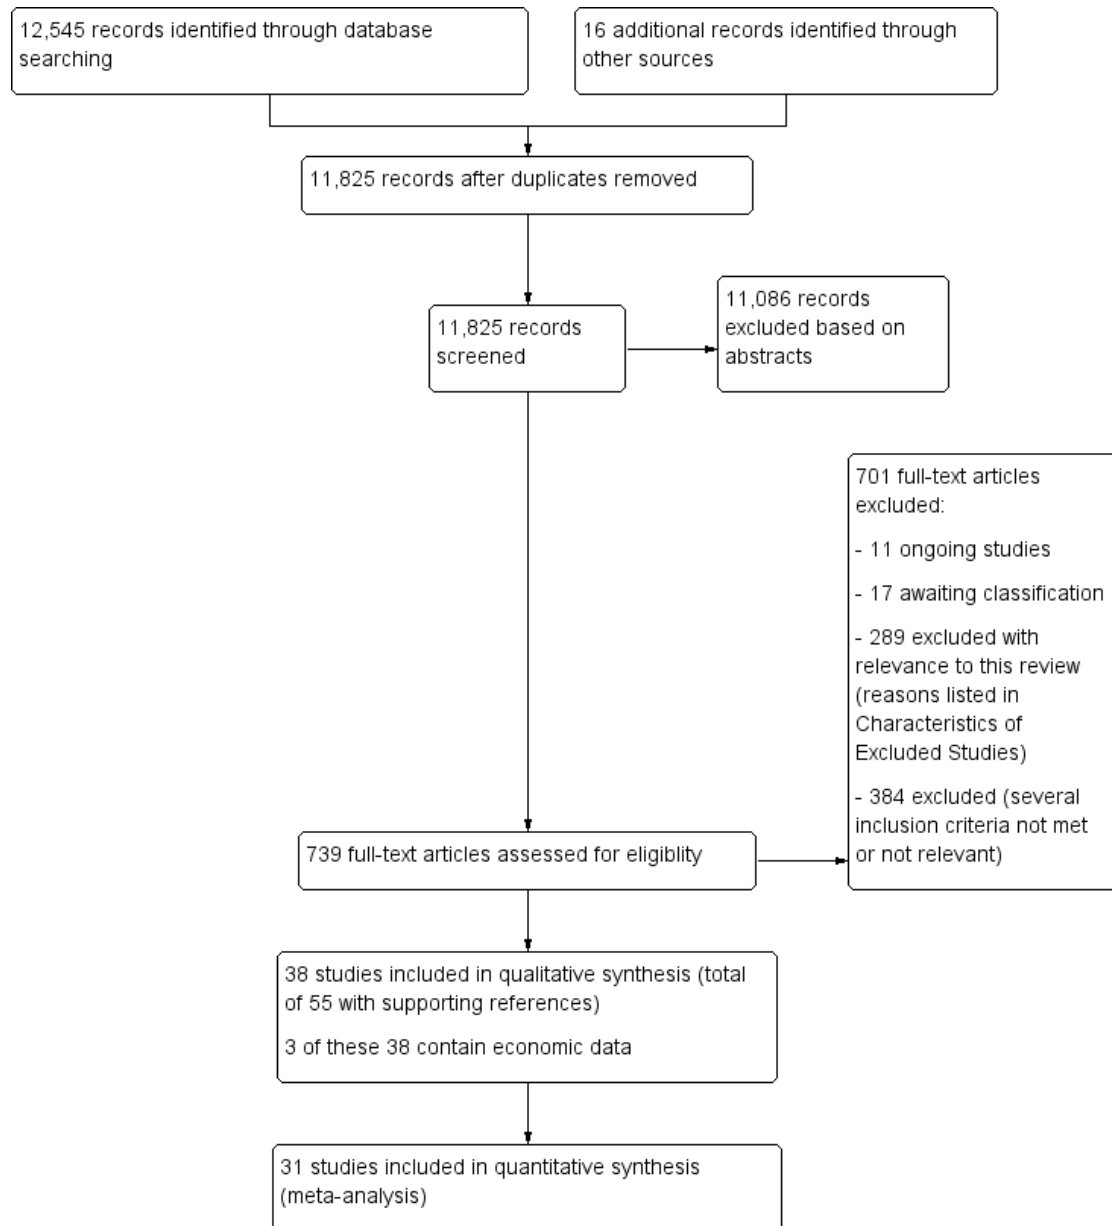 12,545 records identified through database
searching
16 additional records identified through
other sources
11,825 records after duplicates removed
11,825 records
screened
11,086 records
excluded based on
abstracts
701 full-text articles
excluded:
- 11 ongoing studies
- 17 awaiting classification
- 289 excluded with
relevance to this review
(reasons listed in
Characteristics of
Excluded Studies)
- 384 excluded (several
inclusion criteria not met
or not relevant)
739 full-text articles assessed for eligiblity
38 studies included in qualitative synthesis (total
of 55 with supporting references)
3 of these 38 contain economic data
31 studies included in quantitative synthesis
(meta-analysis)